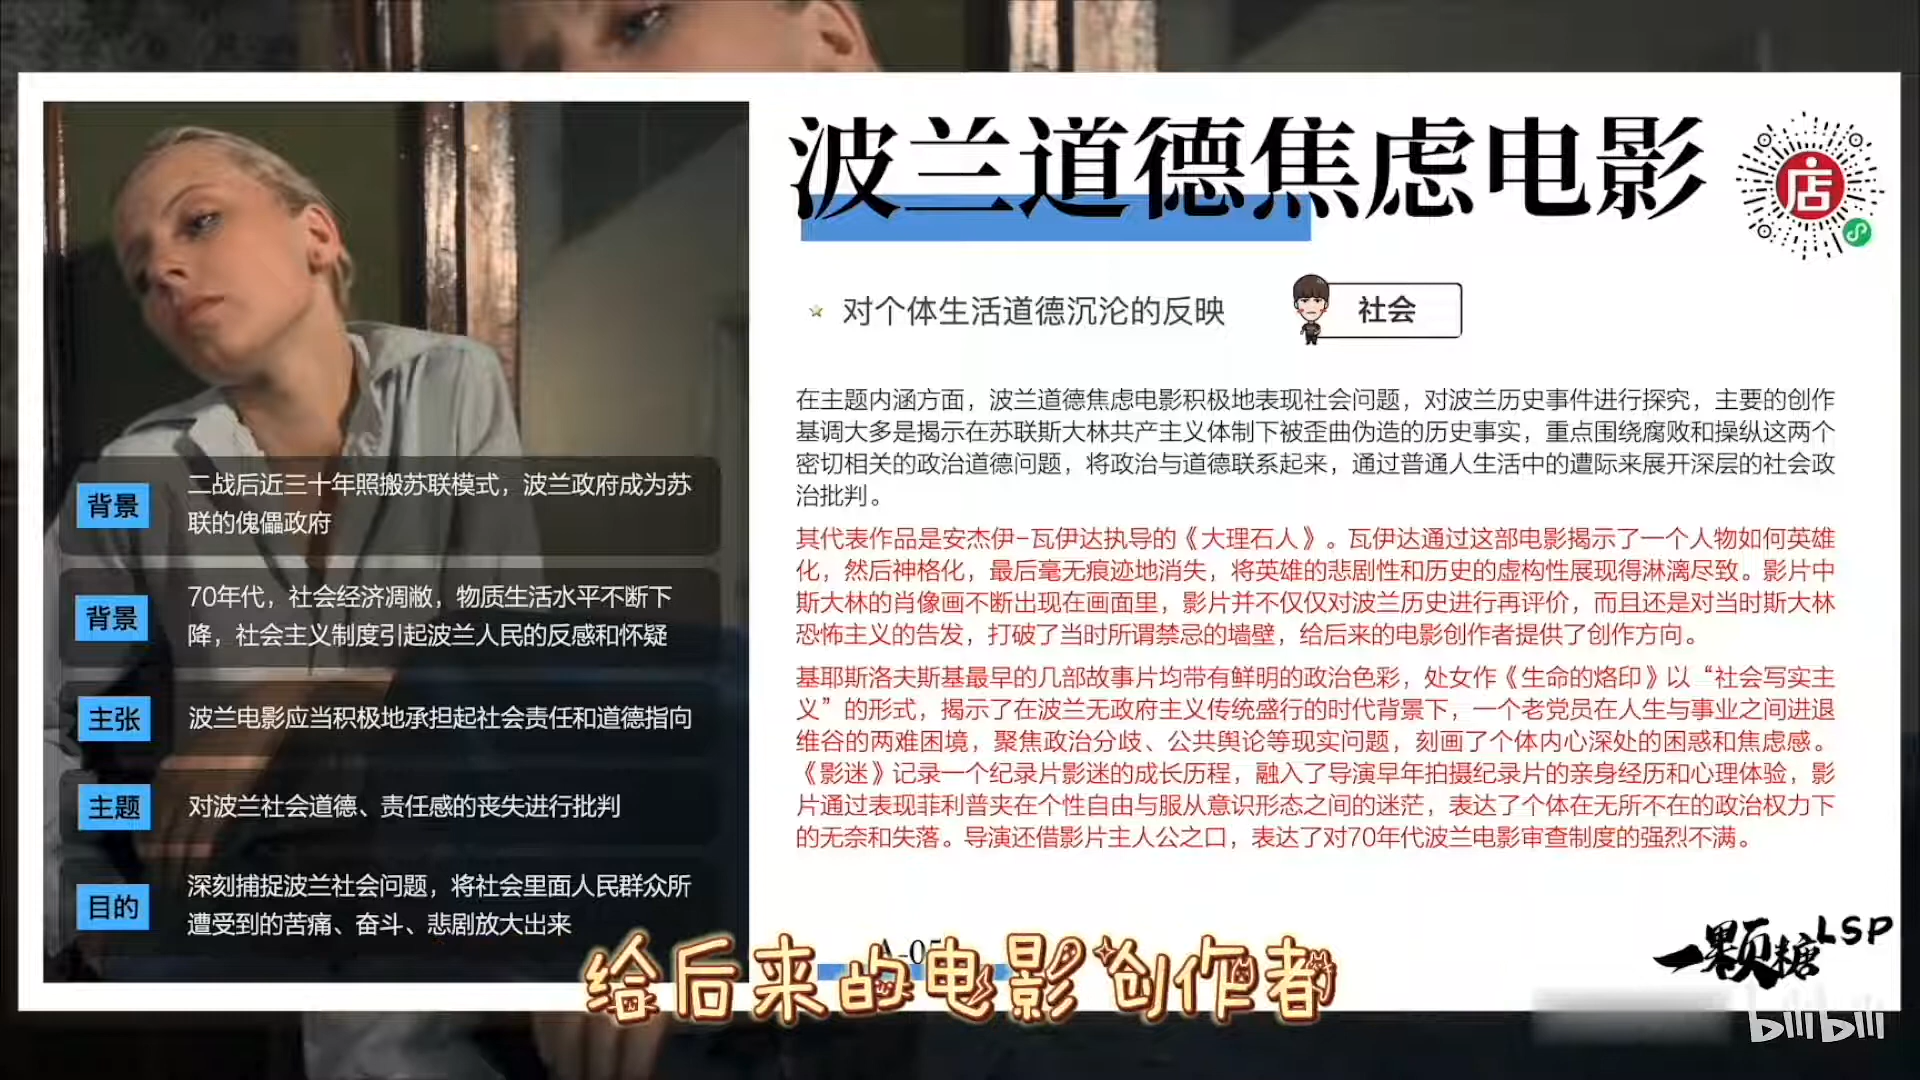 波兰道德焦虑电影
店
对个体生活道德沉沦的反映
社会
在主题内涵方面，波兰道德焦虑电影积极地表现社会问题，对波兰历史事件进行探究，主要的创作
基调大多是揭示在苏联斯大林共产主义体制下被歪曲伪造的历史事实，重点围绕腐败和操纵这两个
密切相关的政治道德问题，将政治与道德联系起来，通过普通人生活中的遭际来展开深层的社会政
治批判。
其代表作品是安杰伊-瓦伊达执导的《大理石人》。瓦伊达通过这部电影揭示了一个人物如何英雄
化，然后神格化，最后毫无痕迹地消失，将英雄的悲剧性和历史的虚构性展现得淋漓尽致。影片中
斯大林的肖像画不断出现在画面里，影片并不仅仅对波兰历史进行再评价，而且还是对当时斯大林
恐怖主义的告发，打破了当时所谓禁忌的墙壁，给后来的电影创作者提供了创作方向。
基耶斯洛夫斯基最早的几部故事片均带有鲜明的政治色彩，处女作《生命的烙印》以“社会写实主
义”的形式，揭示了在波兰无政府主义传统盛行的时代背景下，一个老党员在人生与事业之间进退
维谷的两难困境，聚焦政治分歧、公共舆论等现实问题，刻画了个体内心深处的困惑和焦虑感。
《影迷》记录一个纪录片影迷的成长历程，融入了导演早年拍摄纪录片的亲身经历和心理体验，影
片通过表现菲利普夹在个性自由与服从意识形态之间的迷茫，表达了个体在无所不在的政治权力下
的无奈和失落。导演还借影片主人公之口，表达了对70年代波兰电影审查制度的强烈不满。
背景
二战后近三十年照搬苏联模式，波兰政府成为苏
联的傀儡政府
背景
70年代，社会经济凋敝，物质生活水平不断下
降，社会主义制度引起波兰人民的反感和怀疑
主张
波兰电影应当积极地承担起社会责任和道德指向
主题
对波兰社会道德、责任感的丧失进行批判
目的
深刻捕捉波兰社会问题，将社会里面人民群众所
遭受到的苦痛、奋斗、悲剧放大出来
给后来的电影创作者
一颗糖LSP
bilibili